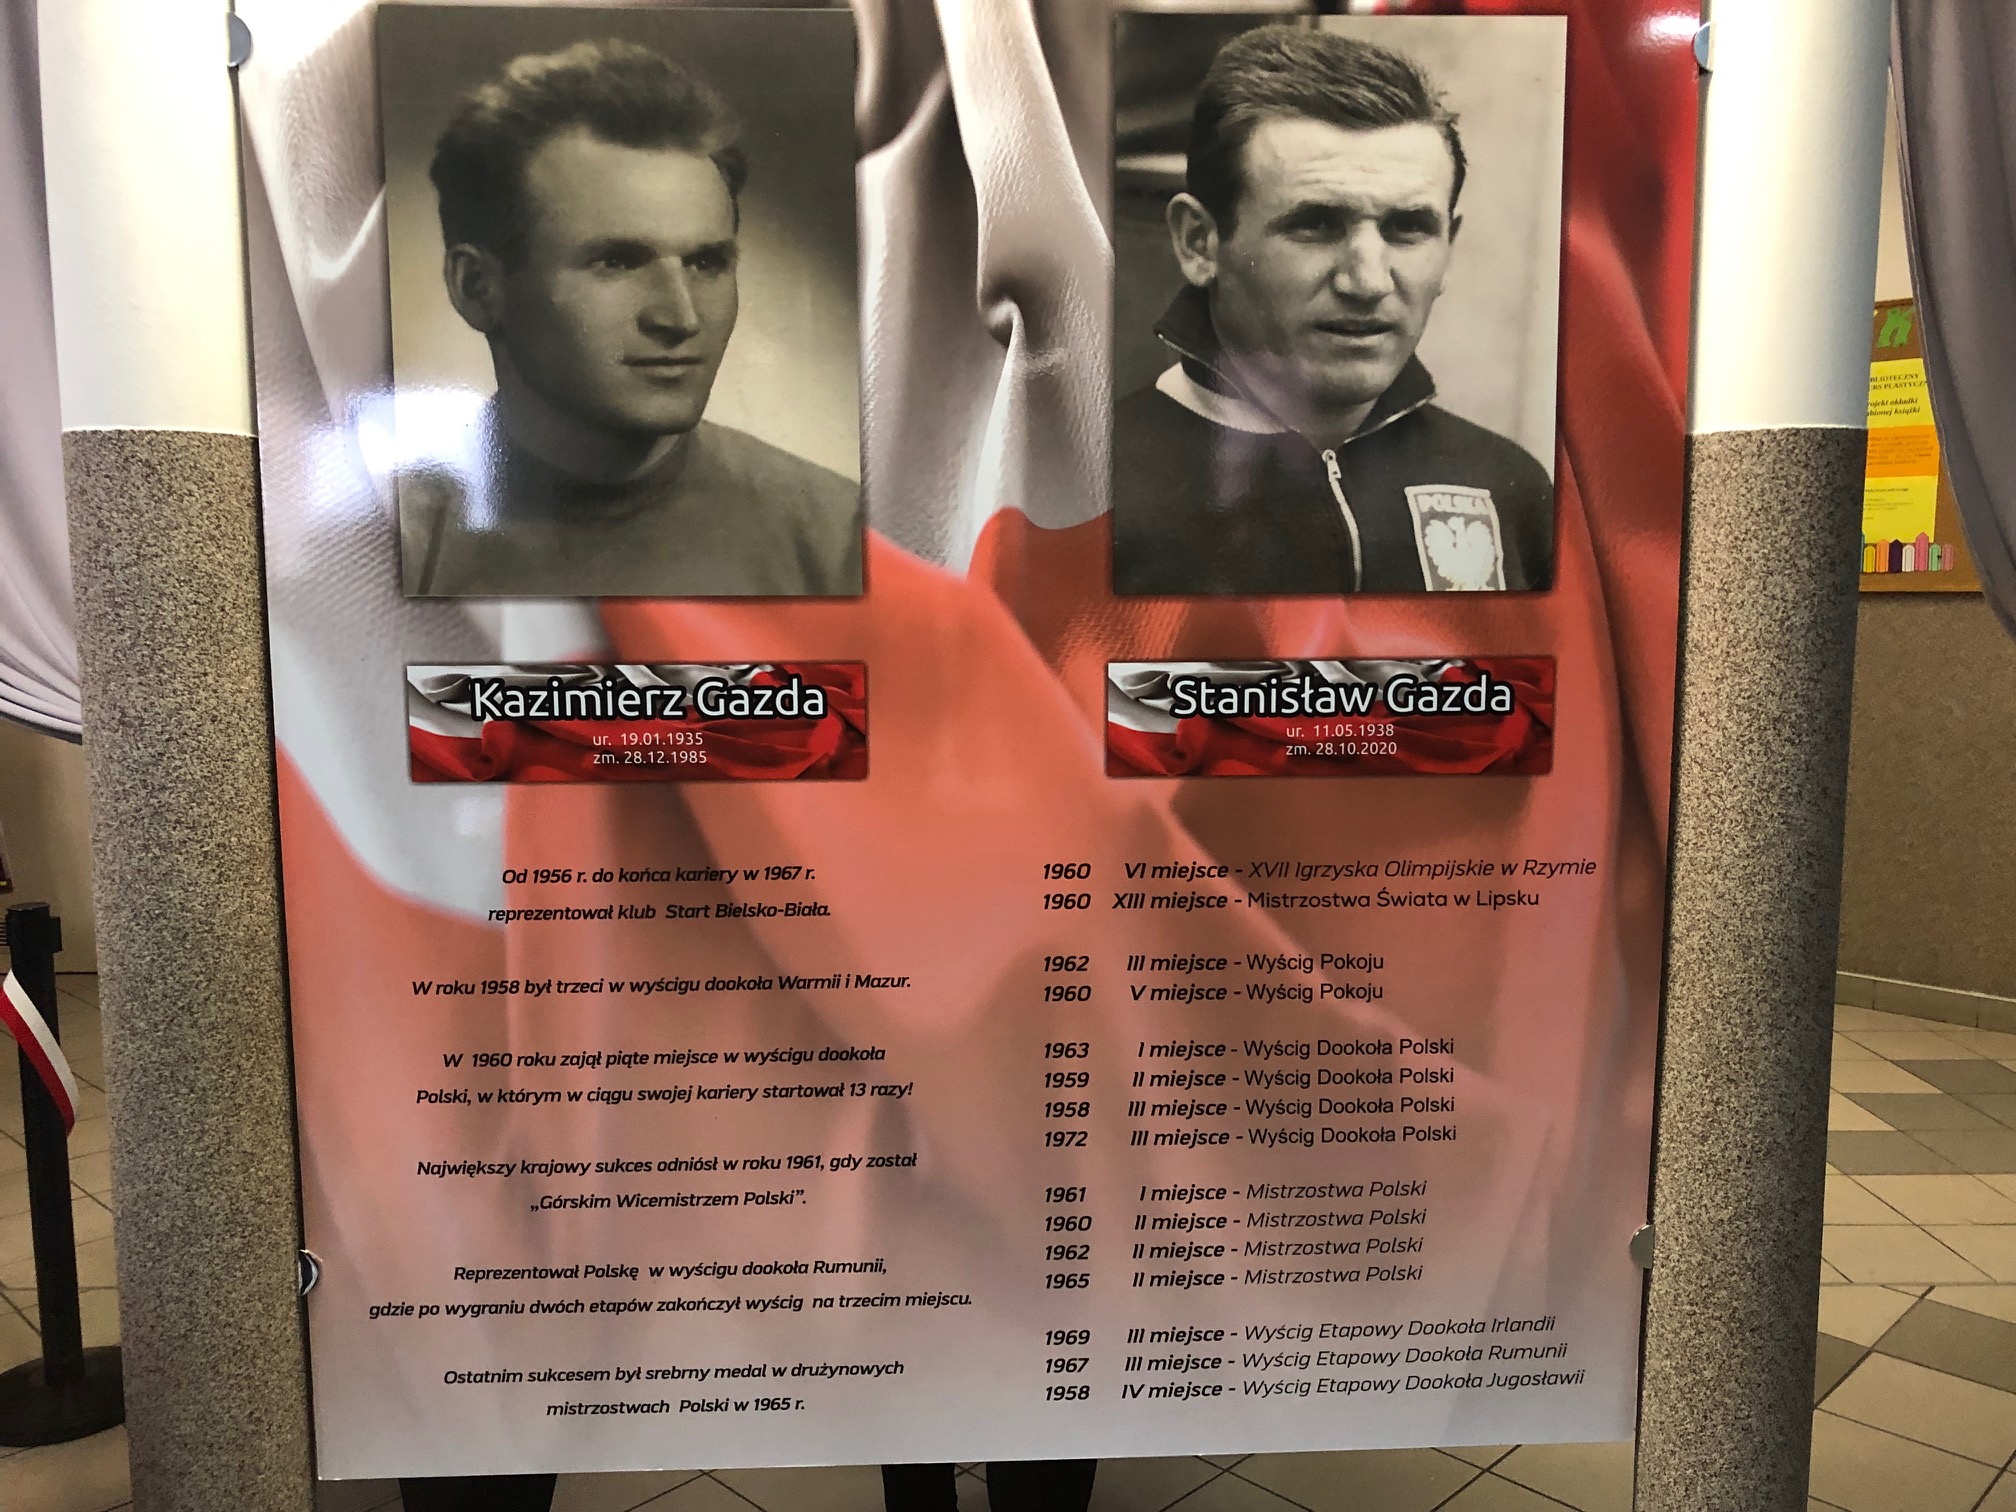 POLSKA
Kazimierz Gazda
ur. 19.01.1935
zm. 28.12.1985
Od 1956 r. do końca kariery w 1967 r.
reprezentował klub Start Bielsko-Biała.
W roku 1958 był trzeci w wyścigu dookoła Warmii i Mazur.
W 1960 roku zajął piąte miejsce w wyścigu dookoła
Polski, w którym w ciągu swojej kariery startował 13 razy!
Największy krajowy sukces odniósł w roku 1961, gdy został
„Górskim Wicemistrzem Polski”.
Reprezentował Polskę w wyścigu dookoła Rumunii,
gdzie po wygraniu dwóch etapów zakończył wyścig na trzecim miejscu.
Ostatnim sukcesem był srebrny medal w drużynowych
mistrzostwach Polski w 1965 r.
Stanisław Gazda
ur. 11.05.1938
zm. 28.10.2020
1960 VI miejsce - XVII Igrzyska Olimpijskie w Rzymie
1960 XIII miejsce - Mistrzostwa Świata w Lipsku
1962 III miejsce - Wyścig Pokoju
1960 V miejsce - Wyścig Pokoju
1963 I miejsce - Wyścig Dookoła Polski
1959 II miejsce - Wyścig Dookoła Polski
1958 III miejsce - Wyścig Dookoła Polski
1972 III miejsce - Wyścig Dookoła Polski
1961 I miejsce - Mistrzostwa Polski
1960 II miejsce - Mistrzostwa Polski
1962 II miejsce - Mistrzostwa Polski
1965 II miejsce - Mistrzostwa Polski
1969 III miejsce - Wyścig Etapowy Dookoła Irlandii
1967 III miejsce - Wyścig Etapowy Dookoła Rumunii
1958 IV miejsce - Wyścig Etapowy Dookoła Jugosławii
okładki
książki